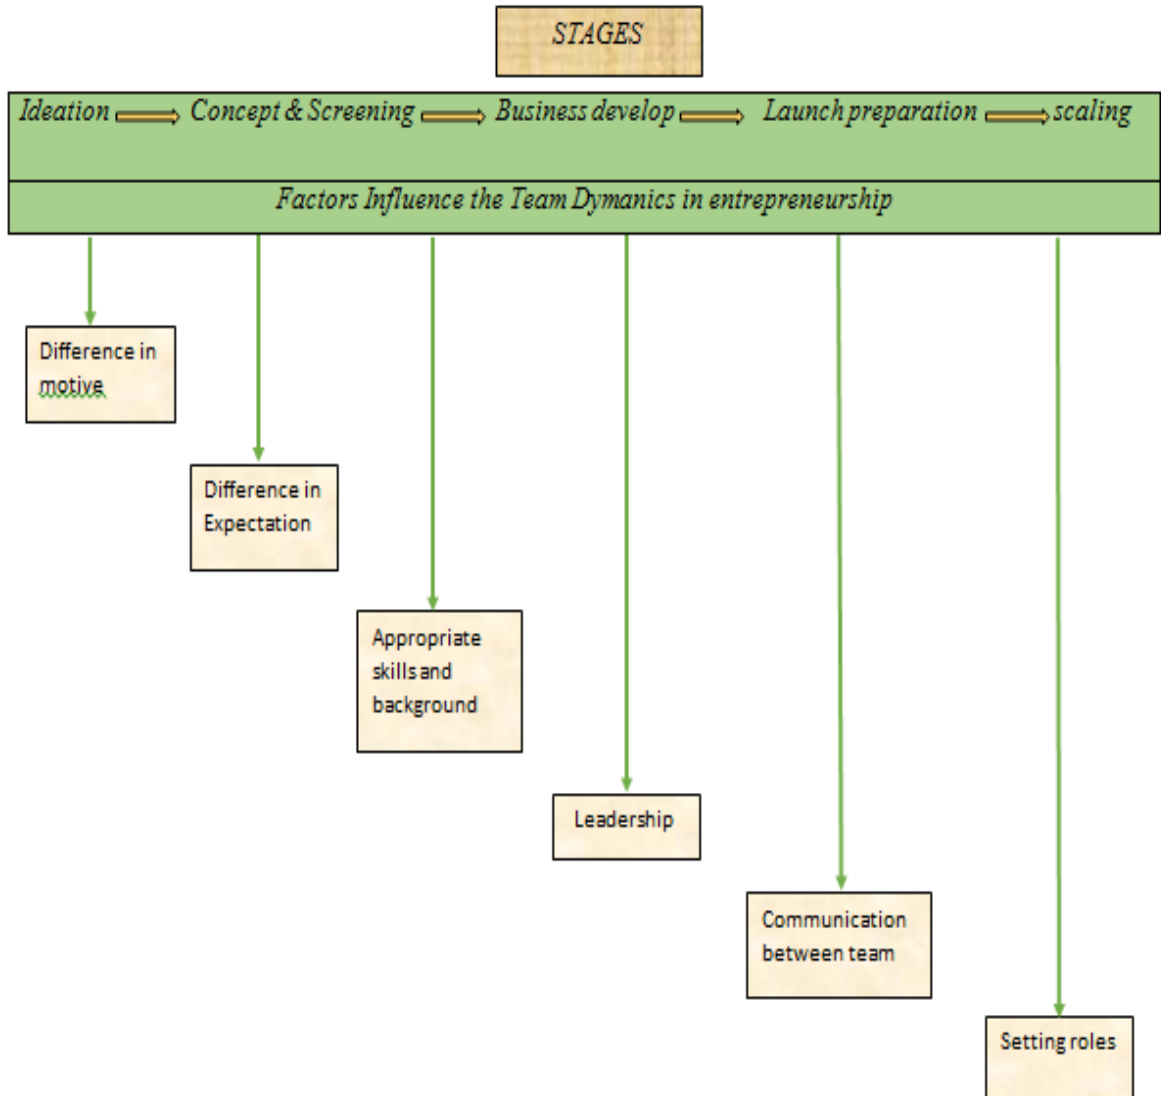 STAGES
Ideation Concept & Screening Business develop Launch preparation scaling
Factors Influence the Team Dymanics in entrepreneurship
Difference in
motive
Difference in
Expectation
Appropriate
skills and
background
Leadership
Communication
between team
Setting roles